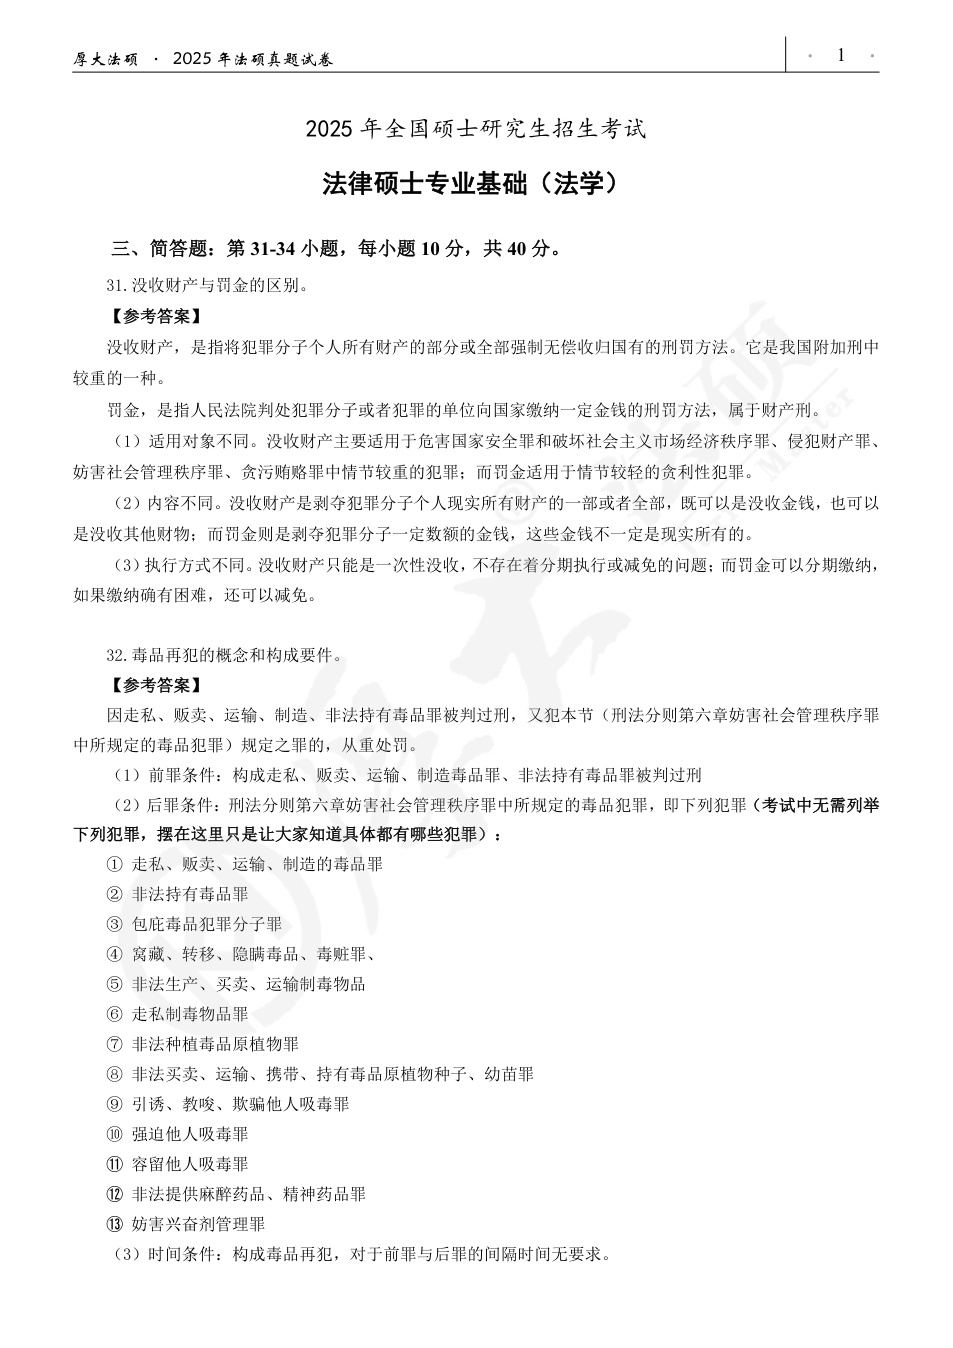 厚大法硕 · 2025 年法硕真题试卷
· 1 ·
2025 年全国硕士研究生招生考试
法律硕士专业基础（法学）
三、简答题：第 31-34 小题，每小题 10 分，共 40 分。
31.没收财产与罚金的区别。
【参考答案】
没收财产，是指将犯罪分子个人所有财产的部分或全部强制无偿收归国有的刑罚方法。它是我国附加刑中
较重的一种。
罚金，是指人民法院判处犯罪分子或者犯罪的单位向国家缴纳一定金钱的刑罚方法，属于财产刑。
（1）适用对象不同。没收财产主要适用于危害国家安全罪和破坏社会主义市场经济秩序罪、侵犯财产罪、
妨害社会管理秩序罪、贪污贿赂罪中情节较重的犯罪；而罚金适用于情节较轻的贪利性犯罪。
（2）内容不同。没收财产是剥夺犯罪分子个人现实所有财产的一部或者全部，既可以是没收金钱，也可以
是没收其他财物；而罚金则是剥夺犯罪分子一定数额的金钱，这些金钱不一定是现实所有的。
（3）执行方式不同。没收财产只能是一次性没收，不存在着分期执行或减免的问题；而罚金可以分期缴纳，
如果缴纳确有困难，还可以减免。
32.毒品再犯的概念和构成要件。
【参考答案】
因走私、贩卖、运输、制造、非法持有毒品罪被判过刑，又犯本节（刑法分则第六章妨害社会管理秩序罪
中所规定的毒品犯罪）规定之罪的，从重处罚。
（1）前罪条件：构成走私、贩卖、运输、制造毒品罪、非法持有毒品罪被判过刑
（2）后罪条件：刑法分则第六章妨害社会管理秩序罪中所规定的毒品犯罪，即下列犯罪（考试中无需列举
下列犯罪，摆在这里只是让大家知道具体都有哪些犯罪）：
① 走私、贩卖、运输、制造的毒品罪
② 非法持有毒品罪
③ 包庇毒品犯罪分子罪
④ 窝藏、转移、隐瞒毒品、毒赃罪、
⑤ 非法生产、买卖、运输制毒物品
⑥ 走私制毒物品罪
⑦ 非法种植毒品原植物罪
⑧ 非法买卖、运输、携带、持有毒品原植物种子、幼苗罪
⑨ 引诱、教唆、欺骗他人吸毒罪
⑩ 强迫他人吸毒罪
⑪ 容留他人吸毒罪
⑫ 非法提供麻醉药品、精神药品罪
⑬ 妨害兴奋剂管理罪
（3）时间条件：构成毒品再犯，对于前罪与后罪的间隔时间无要求。